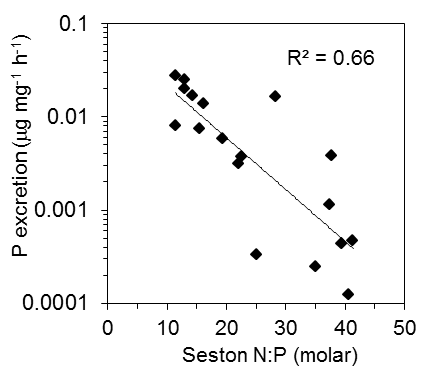 0.1
R² = 0.66
0.01
0.001
0.0001
P excretion (µg mg⁻¹ h⁻¹)
0 10 20 30 40 50
Seston N:P (molar)